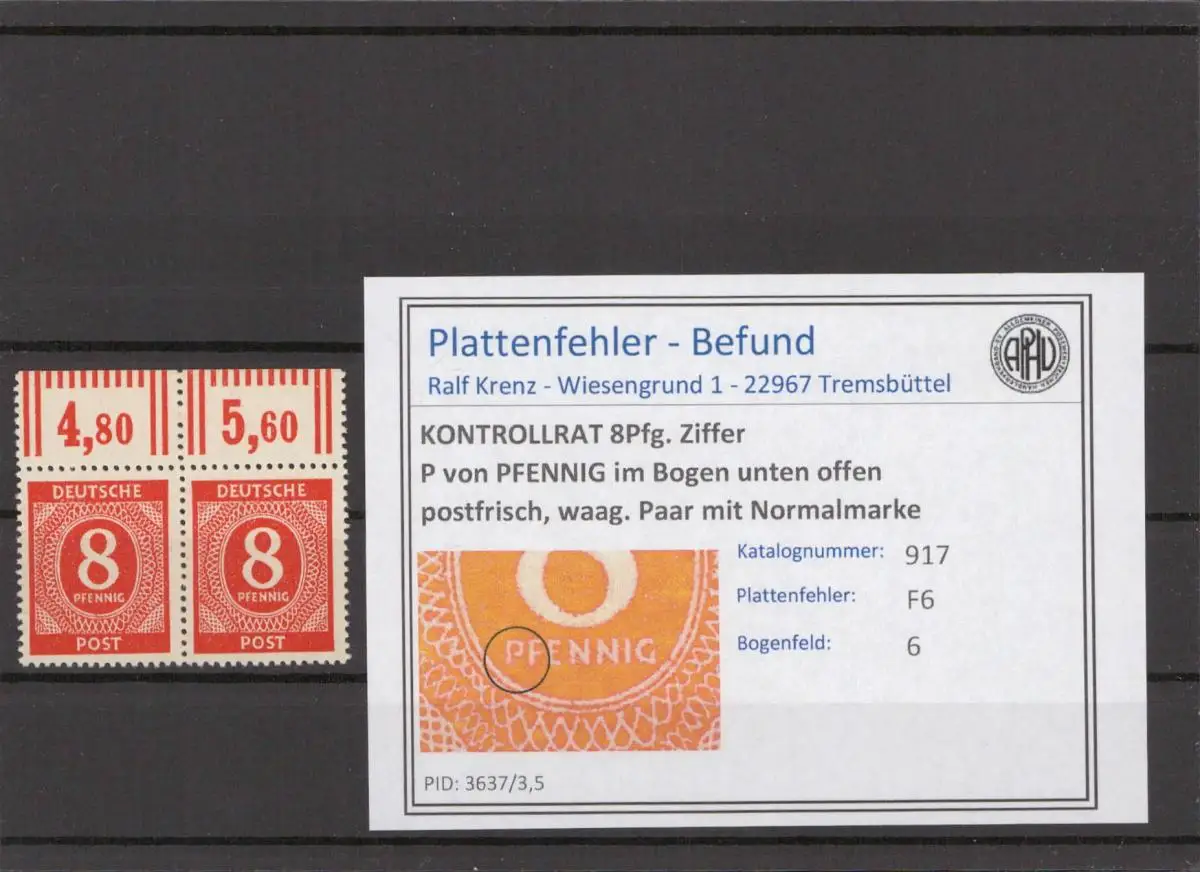 4,80 5,60
DEUTSCHE DEUTSCHE
8 8
PFENNIG PFENNIG
POST POST
Plattenfehler - Befund
Ralf Krenz - Wiesengrund 1 - 22967 Tremsbüttel
APHV
KONTROLLRAT 8Pfg. Ziffer
P von PFENNIG im Bogen unten offen
postfrisch, waag. Paar mit Normalmarke
PFENNIG
Katalognummer: 917
Plattenfehler: F6
Bogenfeld: 6
PID: 3637/3,5